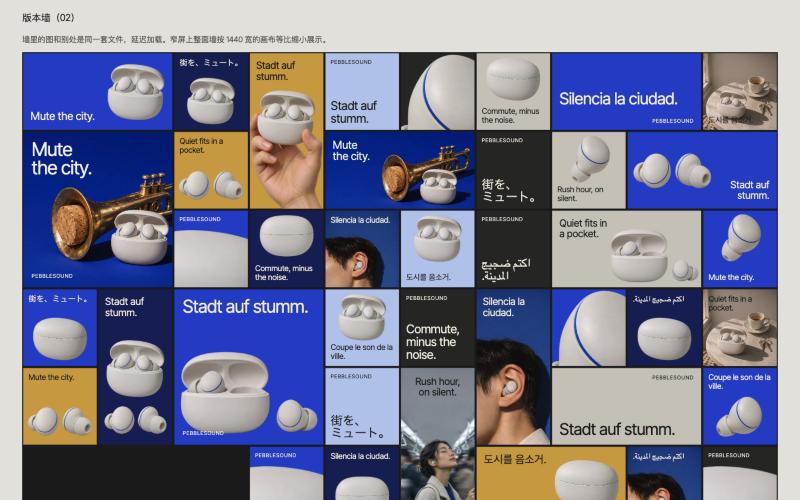 版本墙（02）
墙里的图和别处是同一套文件，延迟加载。窄屏上整面墙按 1440 宽的画布等比缩小展示。
Mute the city.
街を、ミュート。
Stadt auf
stumm.
PEBBLESOUND
Stadt auf
stumm.
Commute, minus
the noise.
Silencia la ciudad.
PEBBLESOUND
도시를 음소거.
Mute
the city.
PEBBLESOUND
Quiet fits in a
pocket.
Mute
the city.
PEBBLESOUND
街を、
ミュート。
Rush hour, on
silent.
Stadt auf
stumm.
PEBBLESOUND
Commute, minus
the noise.
Silencia la ciudad.
도시를 음소거.
PEBBLESOUND
اكتم ضجيج
المدينة.
Quiet fits in
a pocket.
Mute the city.
街を、ミュート。
Stadt auf
stumm.
Stadt auf stumm.
PEBBLESOUND
Coupe le son de la
ville.
PEBBLESOUND
Commute,
minus the
noise.
Silencia la
ciudad.
اكتم ضجيج المدينة.
Quiet fits in a
pocket.
Mute the city.
PEBBLESOUND
街を、
ミュート。
Rush hour,
on silent.
PEBBLESOUND
Stadt auf stumm.
Coupe le son de la
ville.
PEBBLESOUND
Silencia la ciudad.
도시를 음소거.
اكتم ضجيج المدينة.
PEBBLESOUND